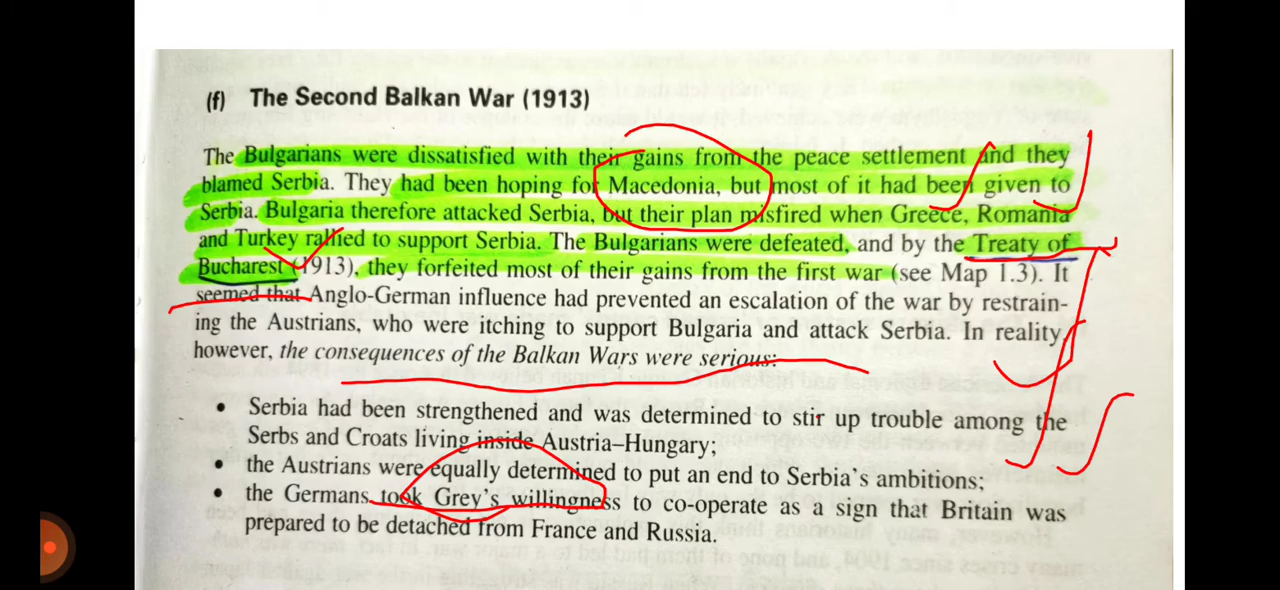 (f) The Second Balkan War (1913)
The Bulgarians were dissatisfied with their gains from the peace settlement and they
blamed Serbia. They had been hoping for Macedonia, but most of it had been given to
Serbia. Bulgaria therefore attacked Serbia, but their plan misfired when Greece, Romania
and Turkey rallied to support Serbia. The Bulgarians were defeated, and by the Treaty of
Bucharest (1913), they forfeited most of their gains from the first war (see Map 1.3). It
seemed that Anglo-German influence had prevented an escalation of the war by restrain-
ing the Austrians, who were itching to support Bulgaria and attack Serbia. In reality,
however, the consequences of the Balkan Wars were serious:
• Serbia had been strengthened and was determined to stir up trouble among the
Serbs and Croats living inside Austria–Hungary;
• the Austrians were equally determined to put an end to Serbia's ambitions;
• the Germans took Grey's willingness to co-operate as a sign that Britain was
prepared to be detached from France and Russia.